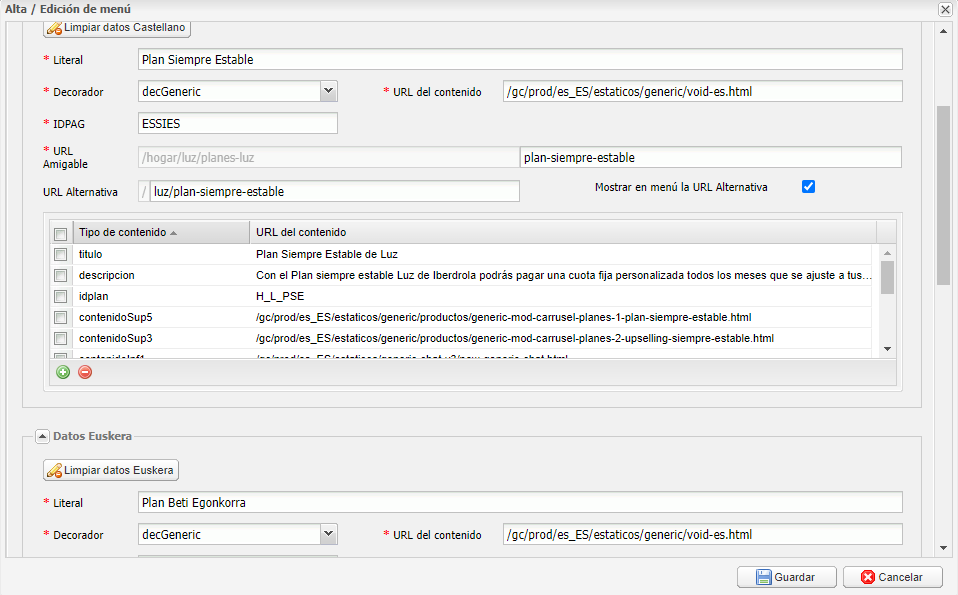 Alta / Edición de menú
Limpiar datos Castellano
* Literal Plan Siempre Estable
* Decorador decGeneric * URL del contenido /gc/prod/es_ES/estaticos/generic/void-es.html
* IDPAG ESSIES
* URL Amigable /hogar/luz/planes-luz plan-siempre-estable
URL Alternativa / luz/plan-siempre-estable Mostrar en menú la URL Alternativa
Tipo de contenido URL del contenido
titulo Plan Siempre Estable de Luz
descripcion Con el Plan siempre estable Luz de Iberdrola podrás pagar una cuota fija personalizada todos los meses que se ajuste a tus...
idplan H_L_PSE
contenidoSup5 /gc/prod/es_ES/estaticos/generic/productos/generic-mod-carrusel-planes-1-plan-siempre-estable.html
contenidoSup3 /gc/prod/es_ES/estaticos/generic/productos/generic-mod-carrusel-planes-2-upselling-siempre-estable.html
Datos Euskera
Limpiar datos Euskera
* Literal Plan Beti Egonkorra
* Decorador decGeneric * URL del contenido /gc/prod/es_ES/estaticos/generic/void-es.html
Guardar Cancelar